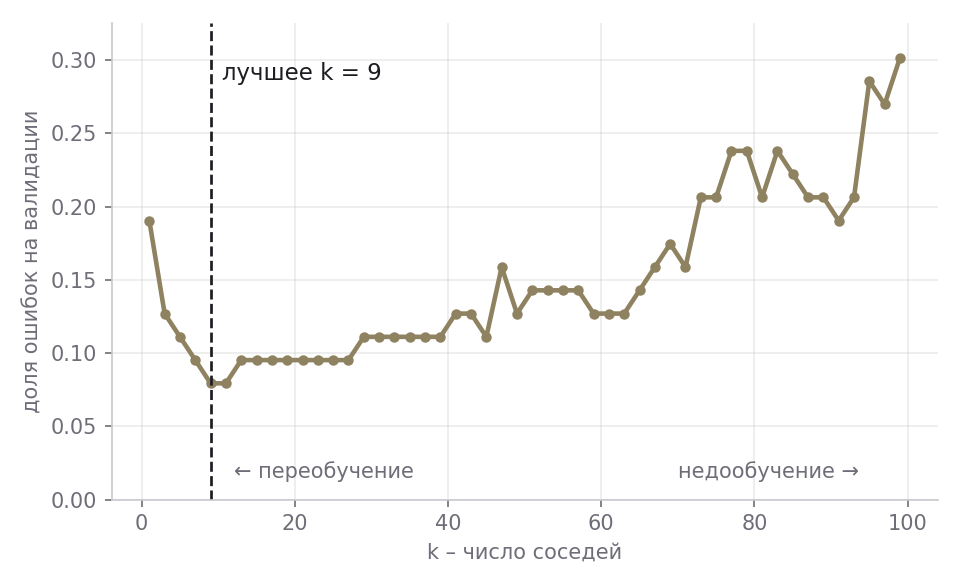 лучшее k = 9
доля ошибок на валидации
0.30
0.25
0.20
0.15
0.10
0.05
0.00
← переобучение
недообучение →
0 20 40 60 80 100
k – число соседей